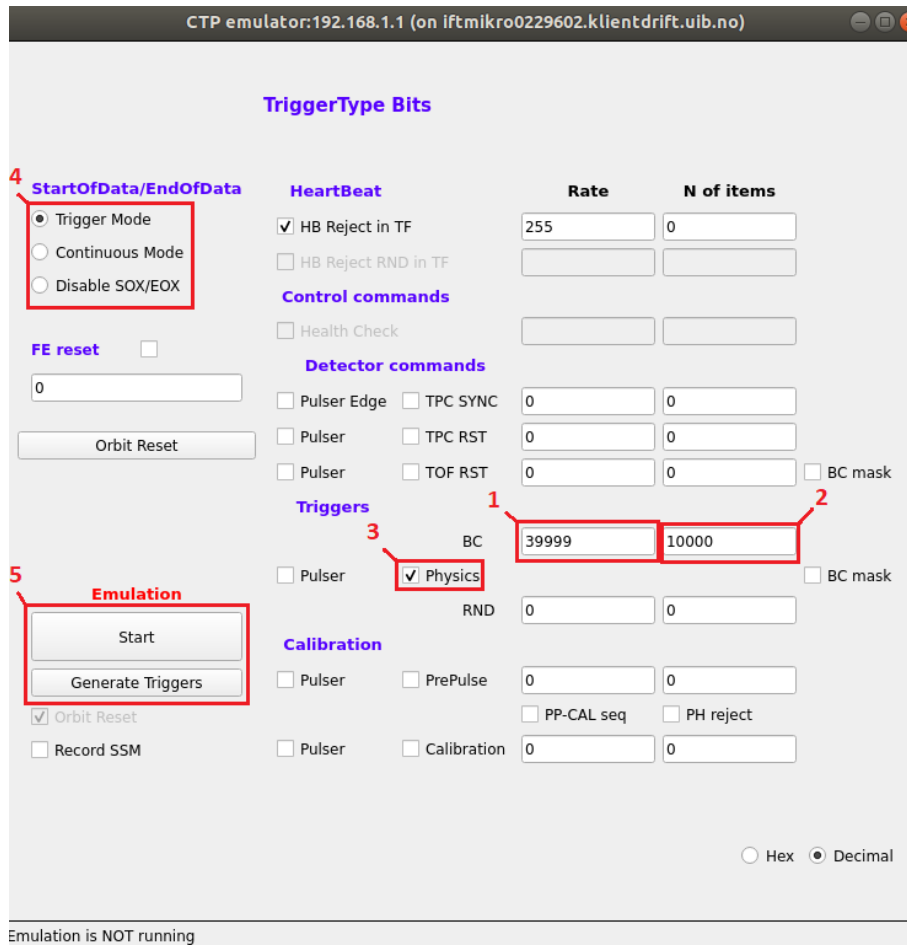 CTP emulator:192.168.1.1 (on iftmikro0229602.klientdrift.uib.no)
TriggerType Bits
4
StartOfData/EndOfData
HeartBeat Rate N of items
Trigger Mode
HB Reject in TF 255 0
Continuous Mode
HB Reject RND in TF
Disable SOX/EOX
Control commands
Health Check
FE reset
Detector commands
0
Pulser Edge TPC SYNC 0 0
Orbit Reset
Pulser TPC RST 0 0
Pulser TOF RST 0 0 BC mask
Triggers 1 2
3
BC 39999 10000
5
Pulser Physics BC mask
Emulation
RND 0 0
Start
Calibration
Generate Triggers
Pulser PrePulse 0 0
Orbit Reset
PP-CAL seq PH reject
Record SSM
Pulser Calibration 0 0
Hex Decimal
Emulation is NOT running